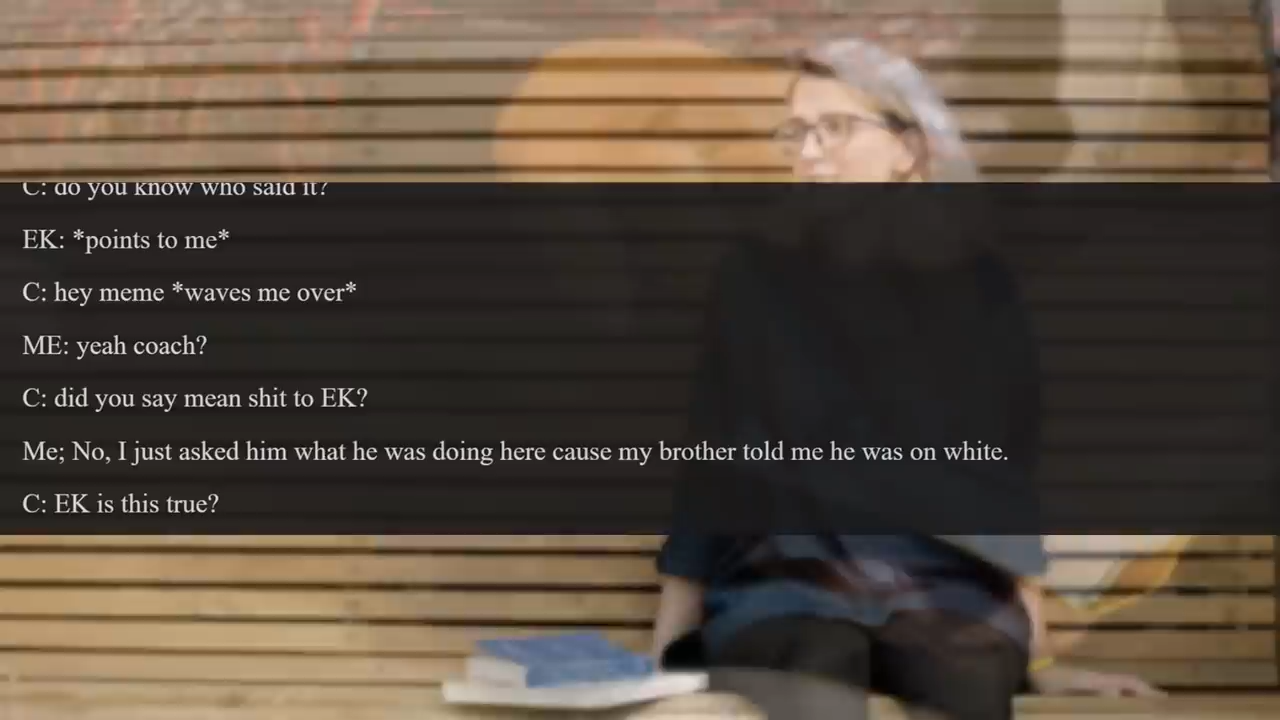 C: do you know who said it?
EK: *points to me*
C: hey meme *waves me over*
ME: yeah coach?
C: did you say mean shit to EK?
Me; No, I just asked him what he was doing here cause my brother told me he was on white.
C: EK is this true?